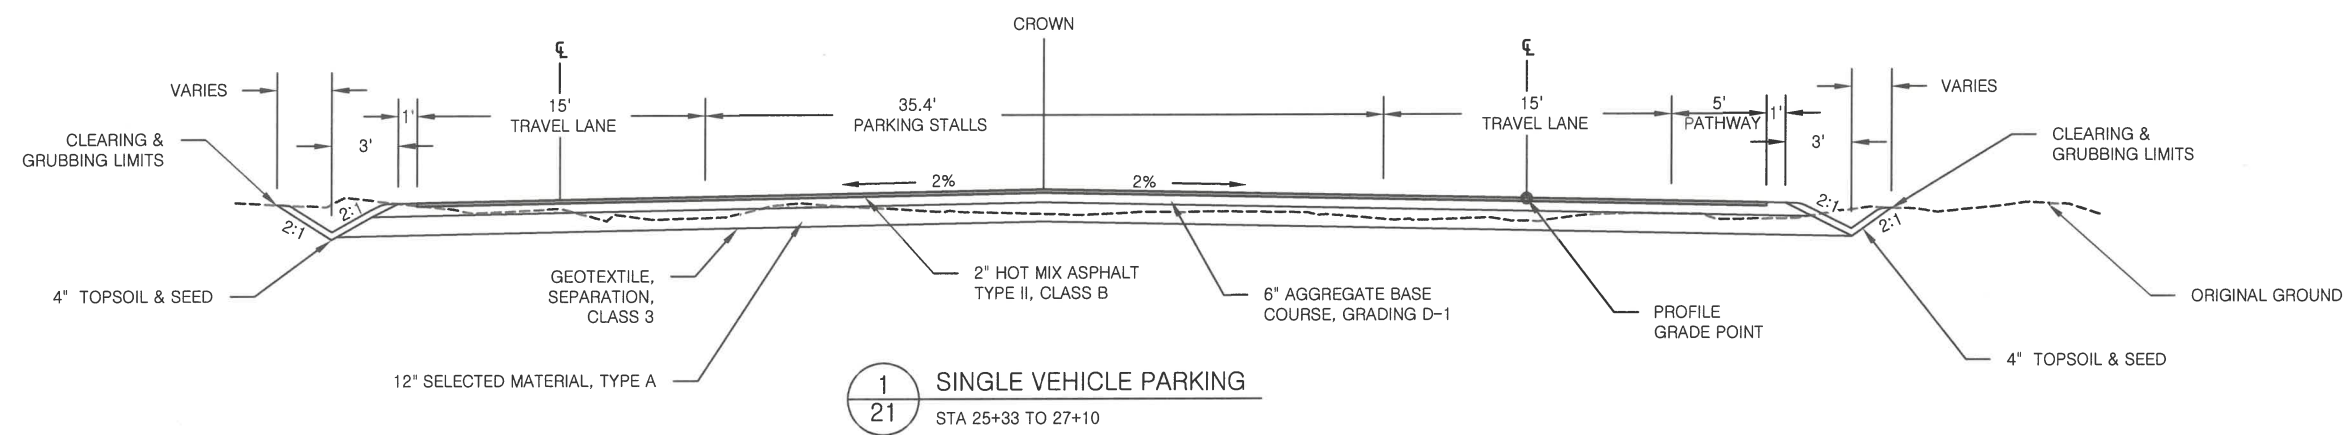 CROWN
℄
℄
VARIES
VARIES
1'
15'
TRAVEL LANE
35.4'
PARKING STALLS
15'
TRAVEL LANE
5'
PATHWAY
1'
3'
3'
CLEARING &
GRUBBING LIMITS
CLEARING &
GRUBBING LIMITS
2%
2%
2:1
2:1
2:1
2:1
4" TOPSOIL & SEED
GEOTEXTILE,
SEPARATION,
CLASS 3
2" HOT MIX ASPHALT
TYPE II, CLASS B
6" AGGREGATE BASE
COURSE, GRADING D-1
PROFILE
GRADE POINT
ORIGINAL GROUND
4" TOPSOIL & SEED
12" SELECTED MATERIAL, TYPE A
1
21
SINGLE VEHICLE PARKING
STA 25+33 TO 27+10